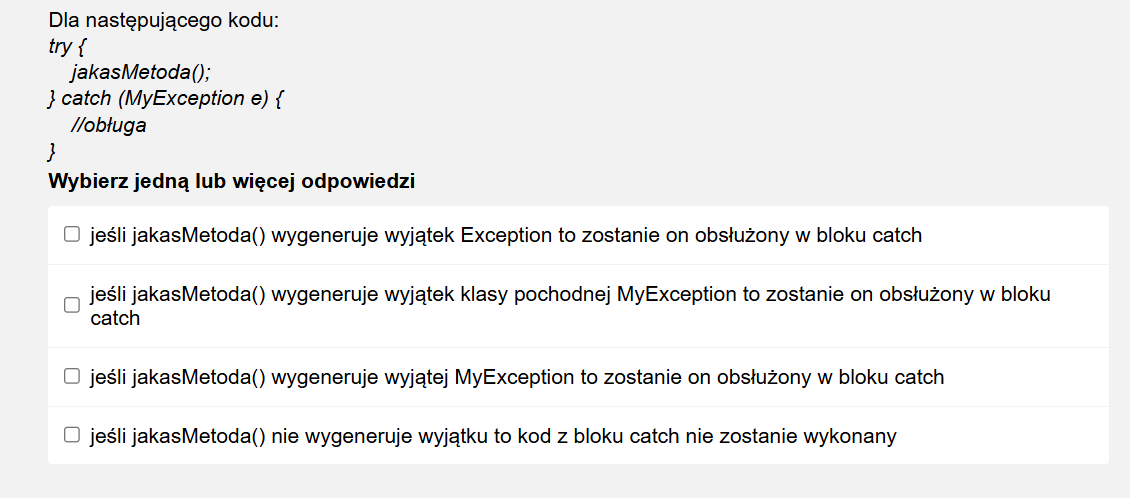 Dla następującego kodu:
try {
jakasMetoda();
} catch (MyException e) {
//obługa
}
Wybierz jedną lub więcej odpowiedzi
jeśli jakasMetoda() wygeneruje wyjątek Exception to zostanie on obsłużony w bloku catch
jeśli jakasMetoda() wygeneruje wyjątek klasy pochodnej MyException to zostanie on obsłużony w bloku
catch
jeśli jakasMetoda() wygeneruje wyjątej MyException to zostanie on obsłużony w bloku catch
jeśli jakasMetoda() nie wygeneruje wyjątku to kod z bloku catch nie zostanie wykonany